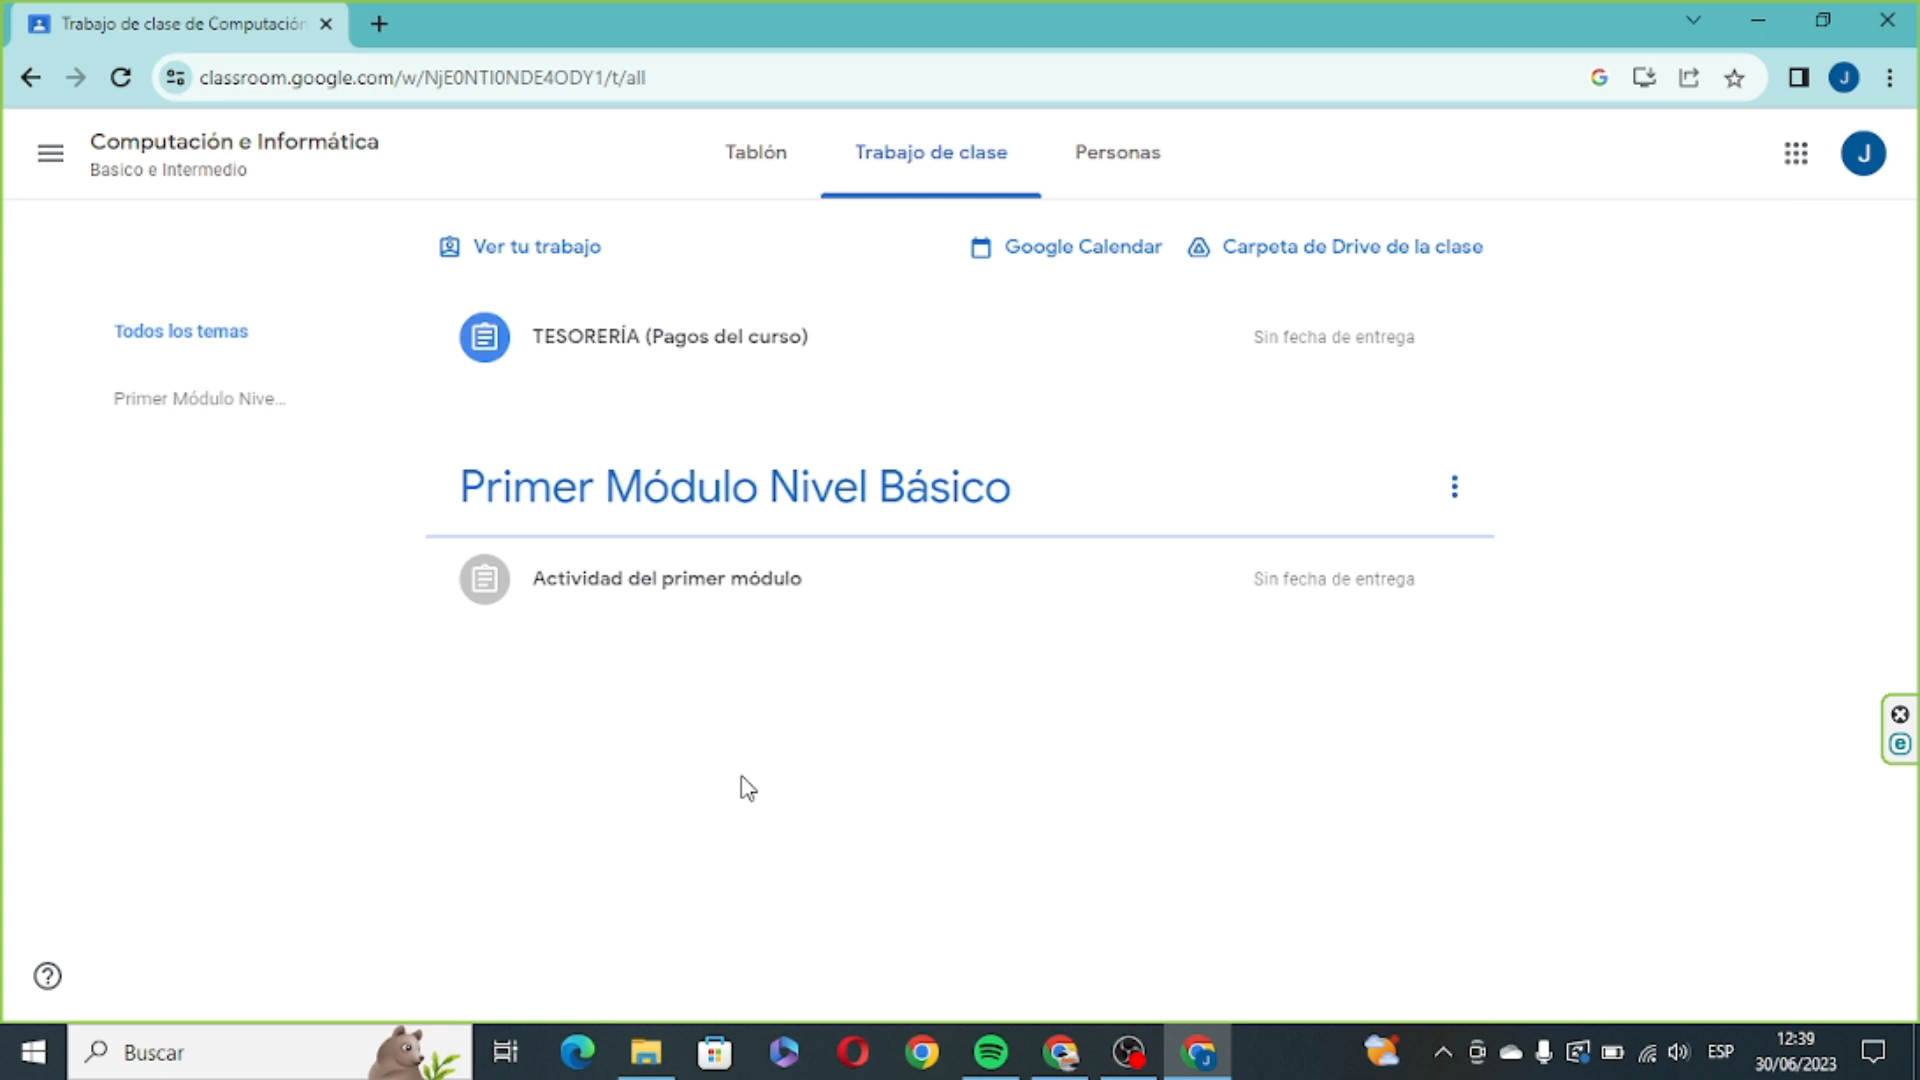 Trabajo de clase de Computación
classroom.google.com/w/NjE0NTI0NDE4ODY1/t/all
J
Computación e Informática
Basico e Intermedio
Tablón
Trabajo de clase
Personas
J
Ver tu trabajo
Google Calendar
Carpeta de Drive de la clase
Todos los temas
TESORERÍA (Pagos del curso)
Sin fecha de entrega
Primer Módulo Nive...
Primer Módulo Nivel Básico
Actividad del primer módulo
Sin fecha de entrega
Buscar
ESP
12:39
30/06/2023